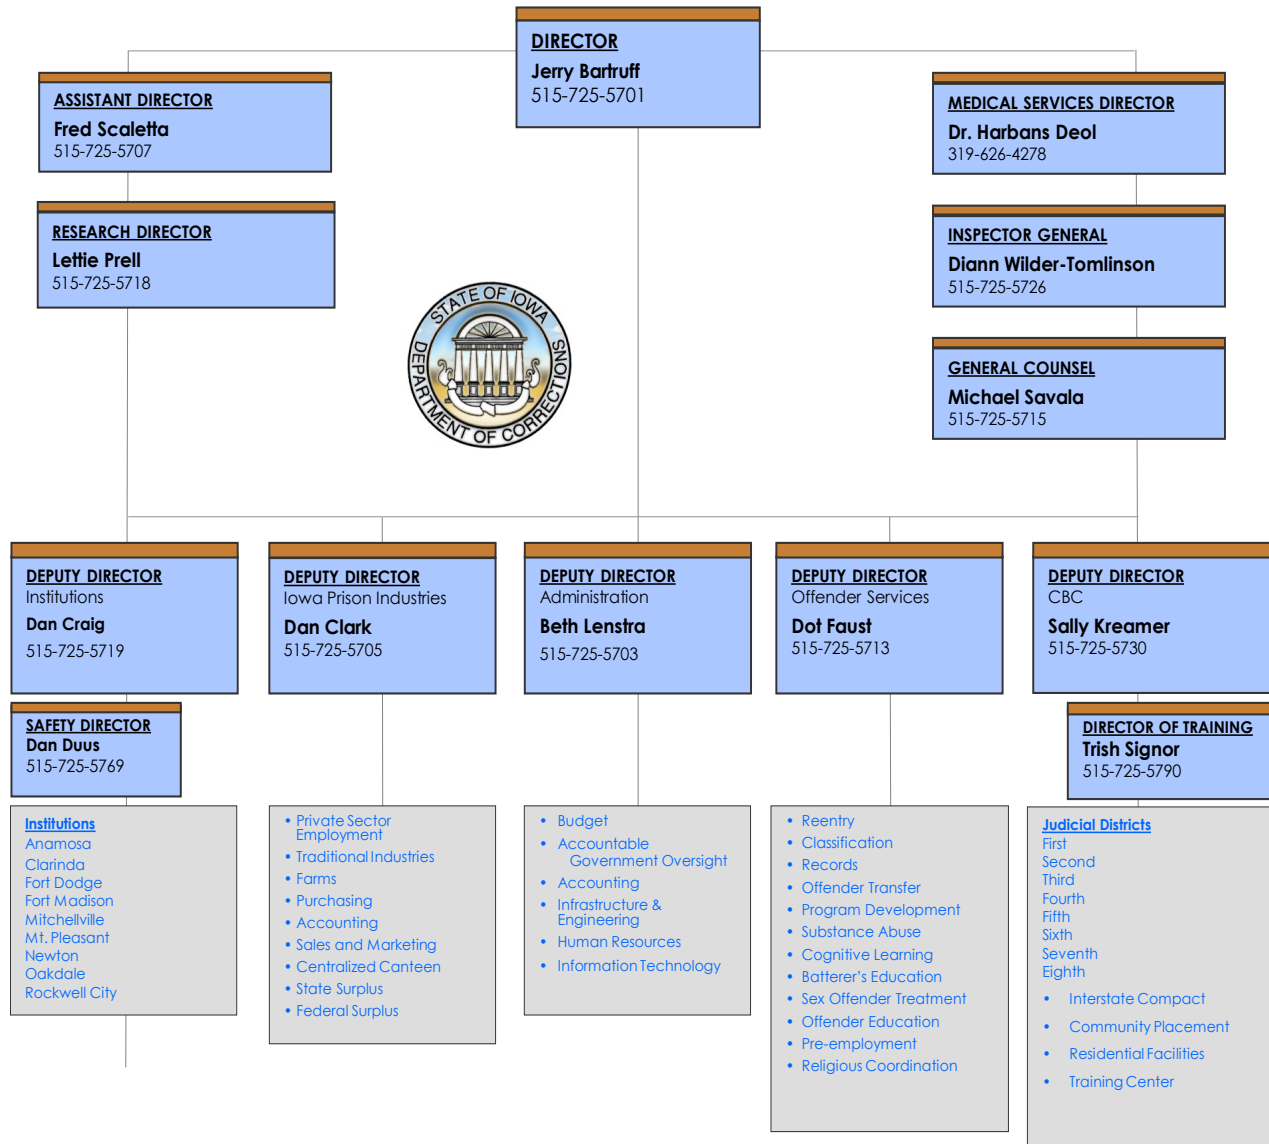 DIRECTOR
Jerry Bartruff
515-725-5701
ASSISTANT DIRECTOR
Fred Scaletta
515-725-5707
MEDICAL SERVICES DIRECTOR
Dr. Harbans Deol
319-626-4278
RESEARCH DIRECTOR
Lettie Prell
515-725-5718
INSPECTOR GENERAL
Diann Wilder-Tomlinson
515-725-5726
STATE OF IOWA
DEPARTMENT OF CORRECTIONS
GENERAL COUNSEL
Michael Savala
515-725-5715
DEPUTY DIRECTOR
Institutions
Dan Craig
515-725-5719
DEPUTY DIRECTOR
Iowa Prison Industries
Dan Clark
515-725-5705
DEPUTY DIRECTOR
Administration
Beth Lenstra
515-725-5703
DEPUTY DIRECTOR
Offender Services
Dot Faust
515-725-5713
DEPUTY DIRECTOR
CBC
Sally Kreamer
515-725-5730
SAFETY DIRECTOR
Dan Duus
515-725-5769
DIRECTOR OF TRAINING
Trish Signor
515-725-5790
Institutions
Anamosa
Clarinda
Fort Dodge
Fort Madison
Mitchellville
Mt. Pleasant
Newton
Oakdale
Rockwell City
• Private Sector
Employment
• Traditional Industries
• Farms
• Purchasing
• Accounting
• Sales and Marketing
• Centralized Canteen
• State Surplus
• Federal Surplus
• Budget
• Accountable
Government Oversight
• Accounting
• Infrastructure &
Engineering
• Human Resources
• Information Technology
• Reentry
• Classification
• Records
• Offender Transfer
• Program Development
• Substance Abuse
• Cognitive Learning
• Batterer's Education
• Sex Offender Treatment
• Offender Education
• Pre-employment
• Religious Coordination
Judicial Districts
First
Second
Third
Fourth
Fifth
Sixth
Seventh
Eighth
• Interstate Compact
• Community Placement
• Residential Facilities
• Training Center